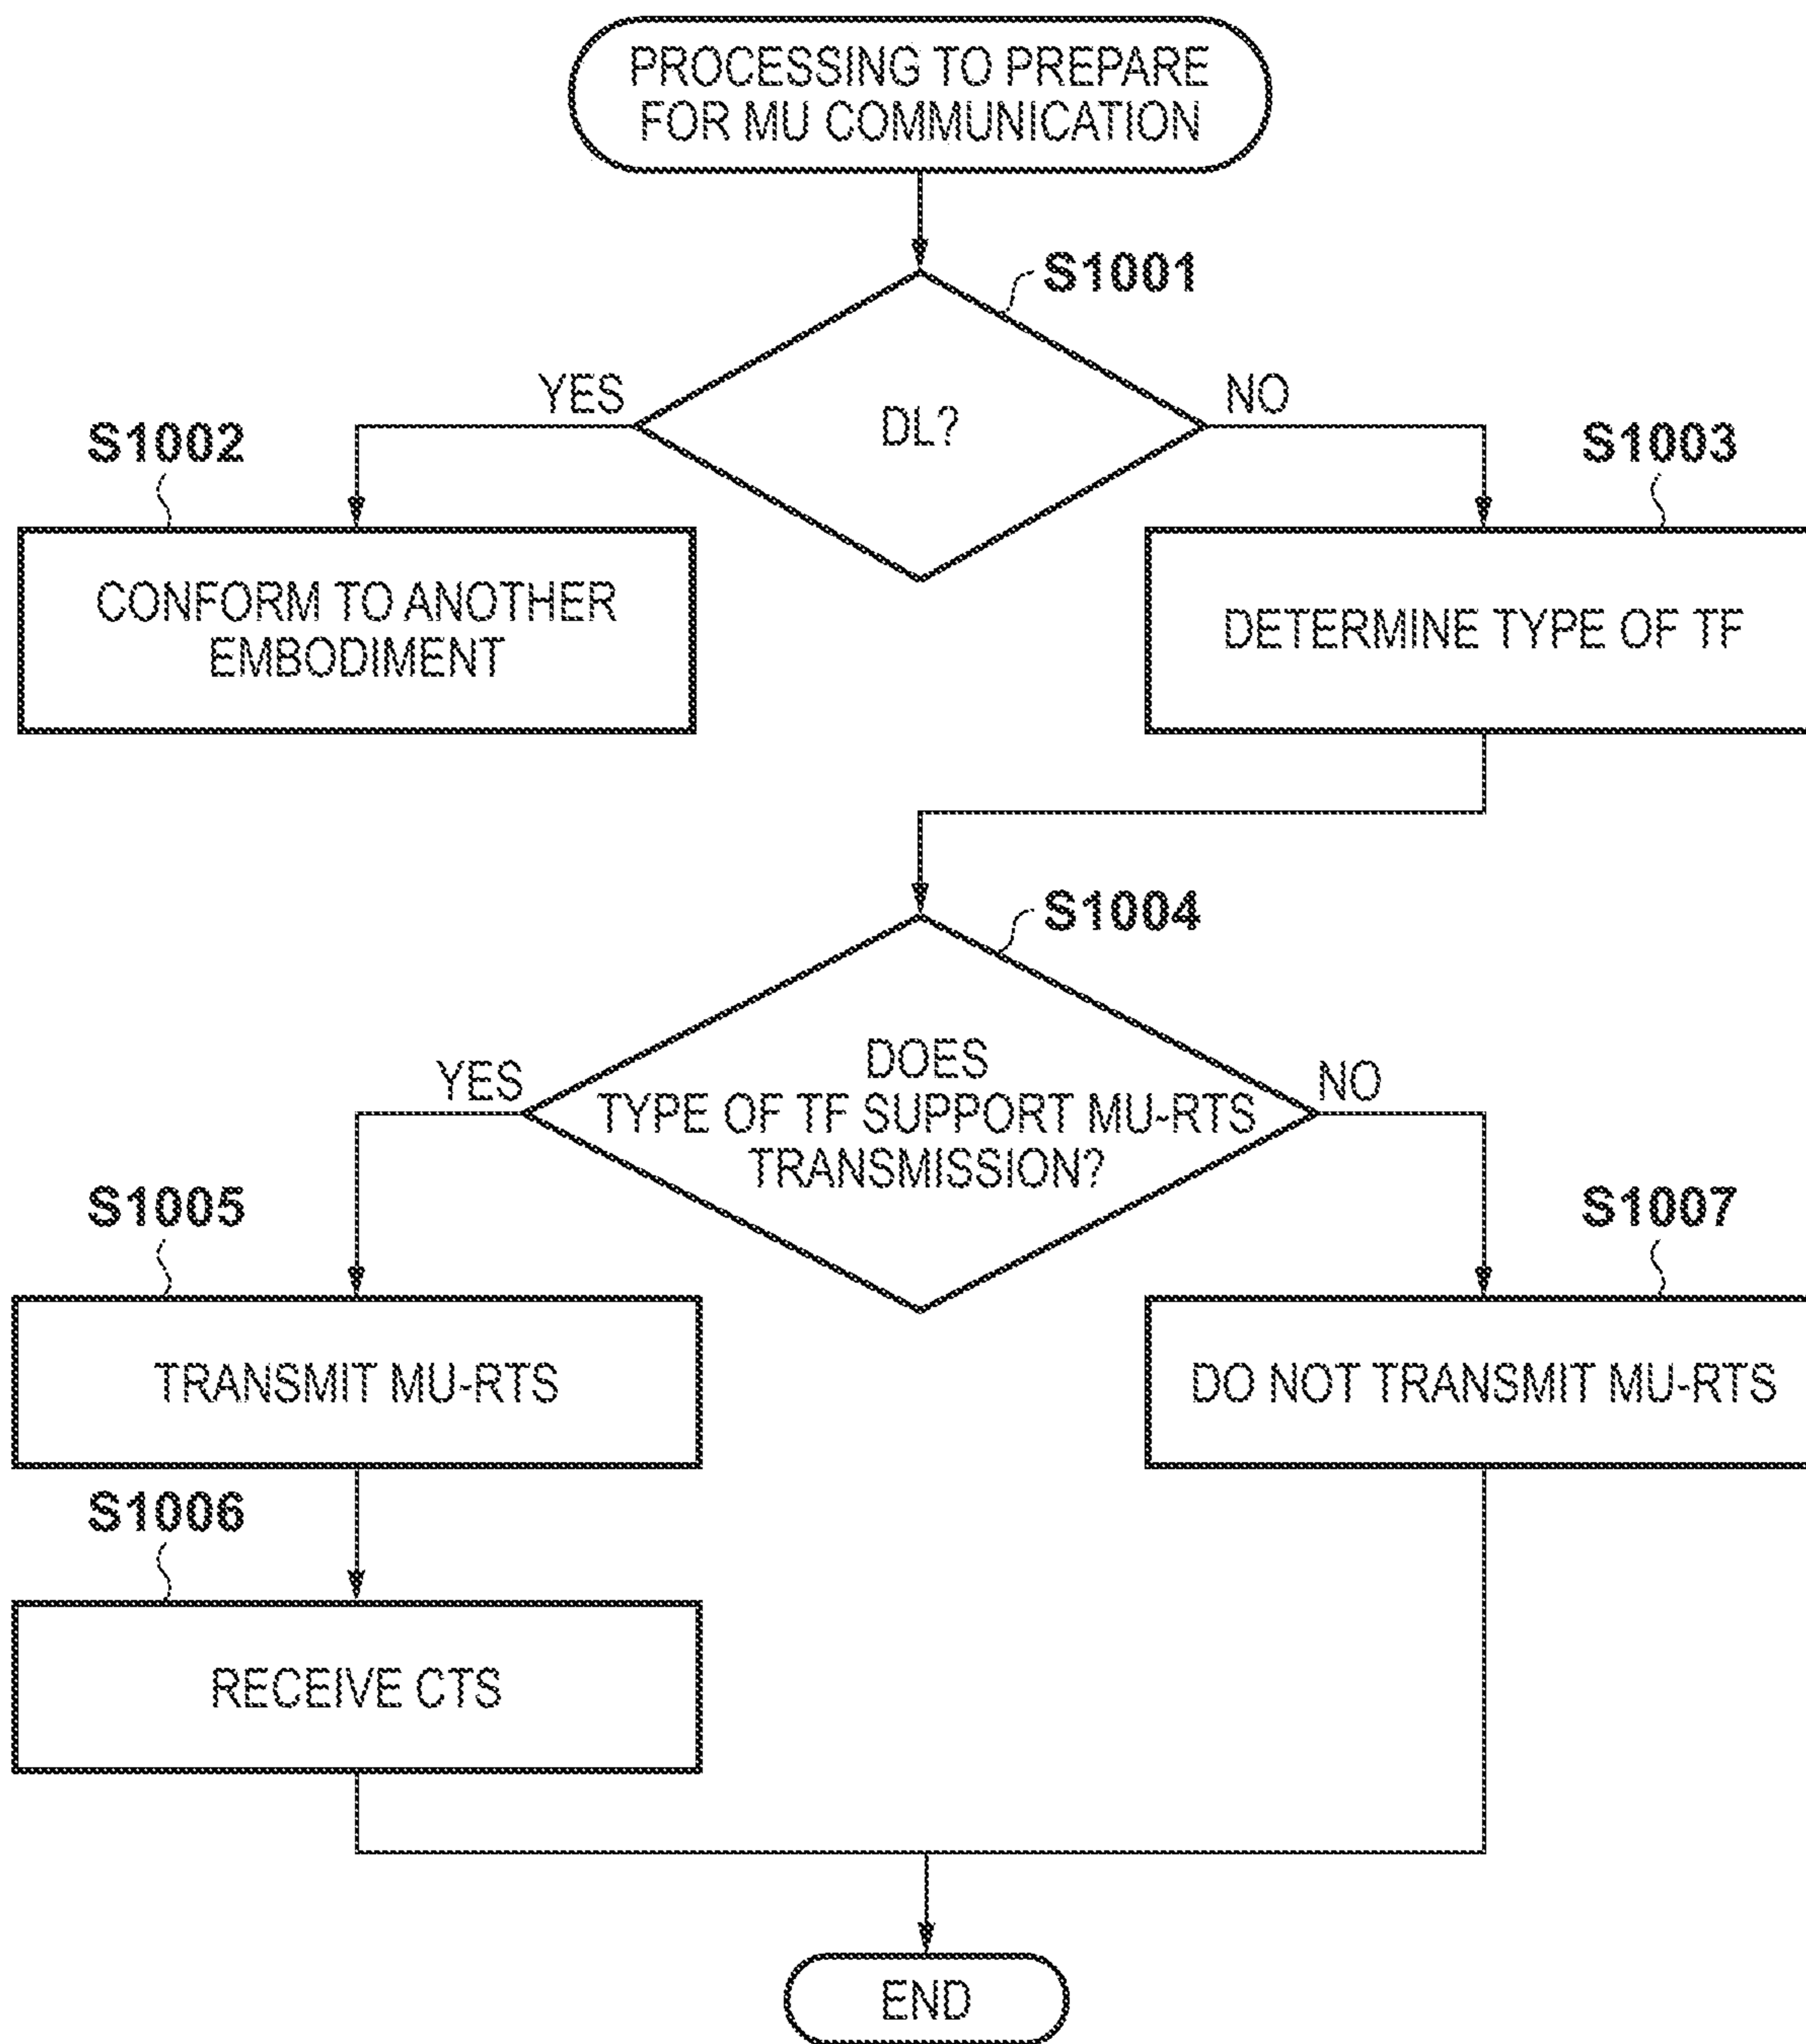 PROCESSING TO PREPARE
FOR MU COMMUNICATION
S1001
DL?
YES
NO
S1002
S1003
CONFORM TO ANOTHER
EMBODIMENT
DETERMINE TYPE OF TF
S1004
DOES
TYPE OF TF SUPPORT MU-RTS
TRANSMISSION?
YES
NO
S1005
S1007
TRANSMIT MU-RTS
DO NOT TRANSMIT MU-RTS
S1006
RECEIVE CTS
END